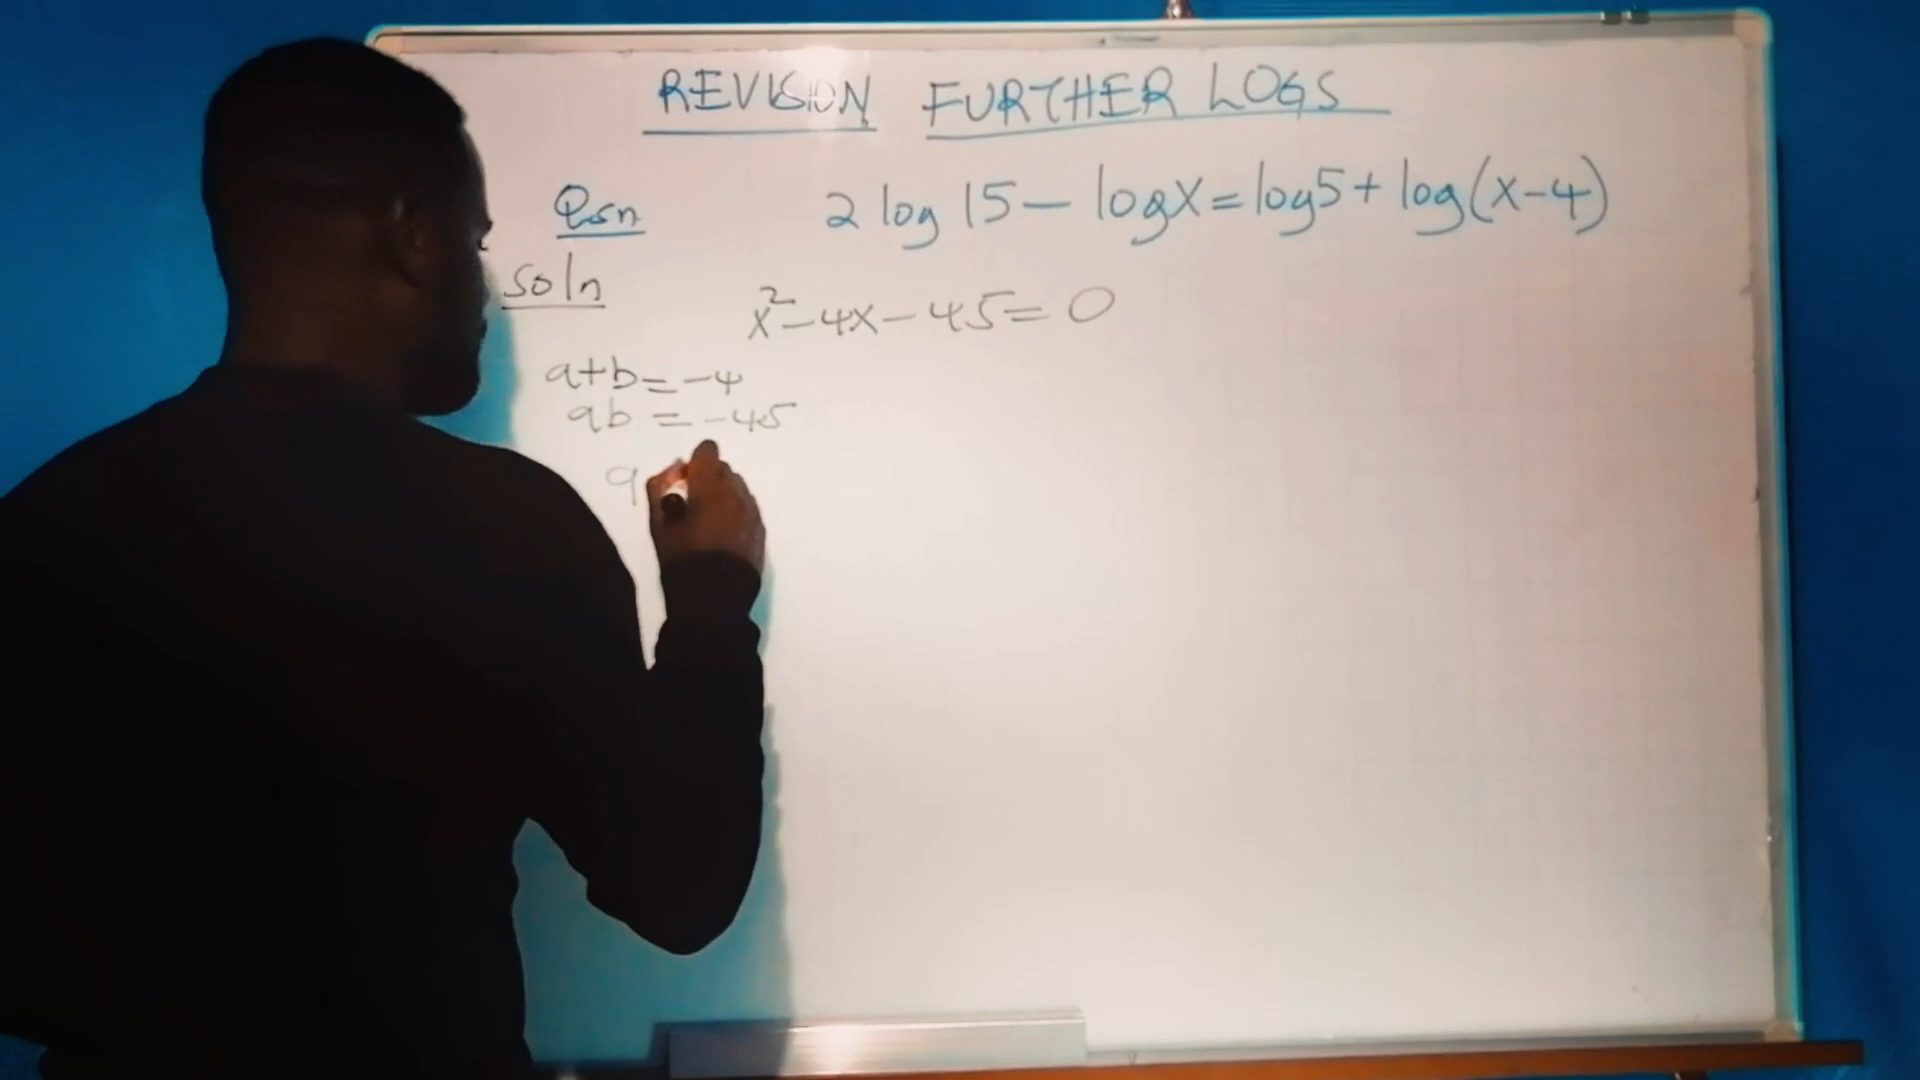 REVISION FURTHER LOGS
Qsn 2 log 15 - log x = log 5 + log (x-4)
Soln
x² - 4x - 45 = 0
a+b = -4
ab = -45
a